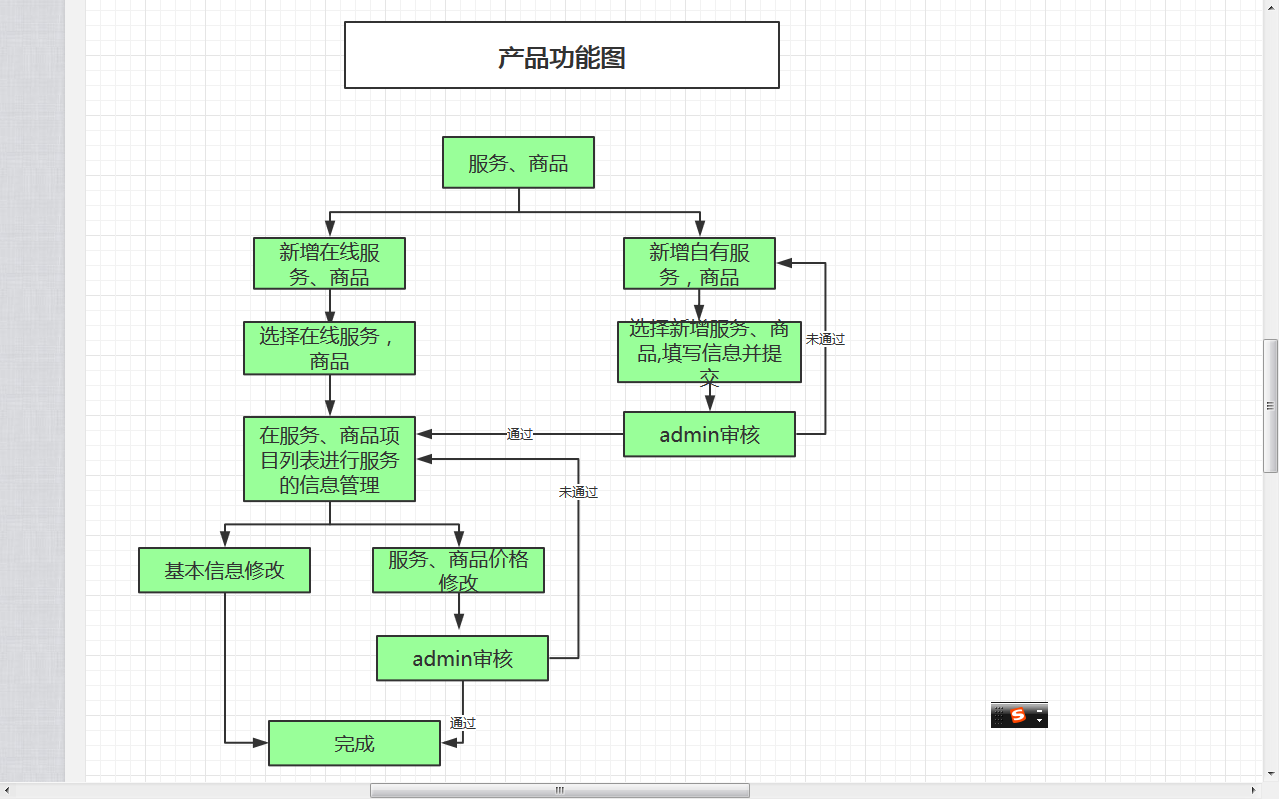 产品功能图
服务、商品
新增在线服
务、商品
新增自有服
务，商品
选择在线服务，
商品
选择新增服务、商
品,填写信息并提
交
未通过
在服务、商品项
目列表进行服务
的信息管理
通过
admin审核
未通过
基本信息修改
服务、商品价格
修改
admin审核
通过
完成